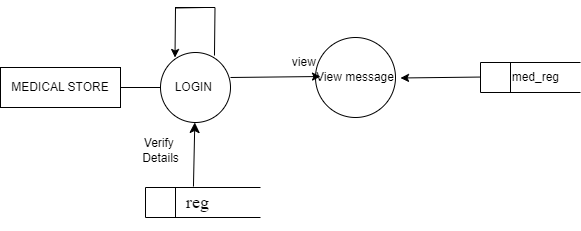 view
MEDICAL STORE
LOGIN
View message
med_reg
Verify
Details
reg